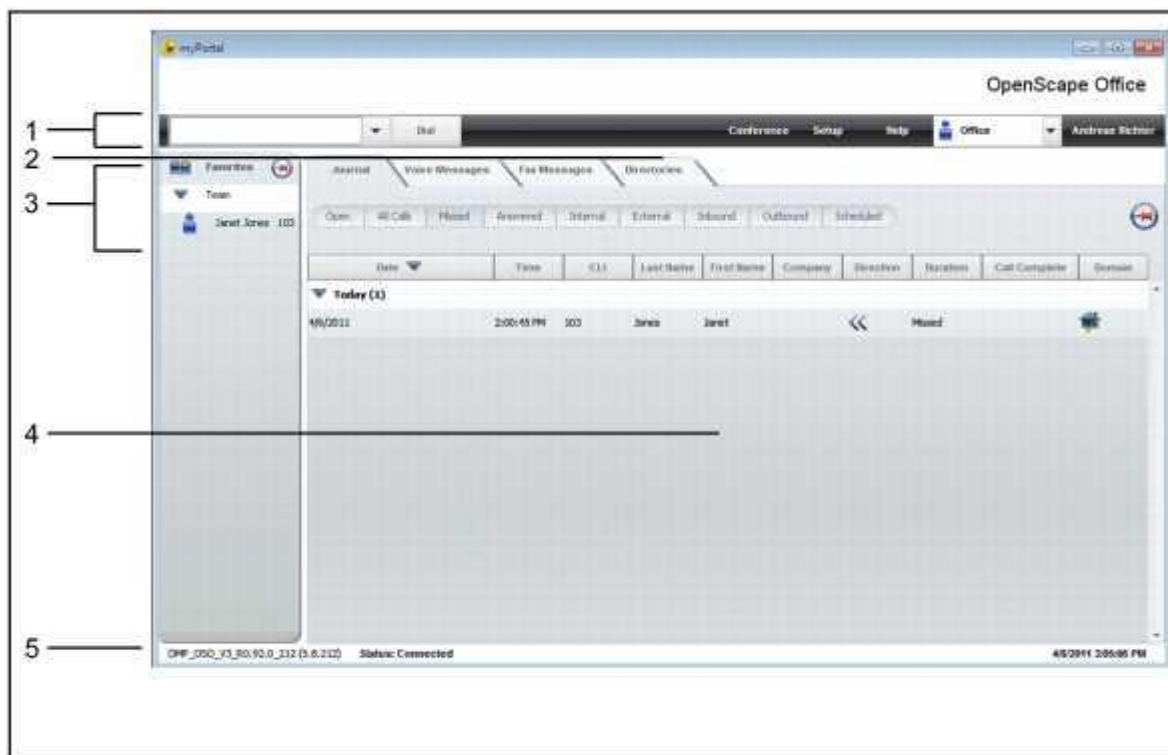 myPortal
OpenScape Office
1
Dial
Conference Setup Help Office Andreas Richter
2
Favorites
Journal Voice Messages Fax Messages Directories
3
Team
Janet Jones 103
Open All Calls Missed Answered Internal External Inbound Outbound Scheduled
Date Time CLI Last Name First Name Company Direction Duration Call Complete Domain
Today (1)
2:00:45 PM 103 Jones Janet Missed
4
5
Status: Connected